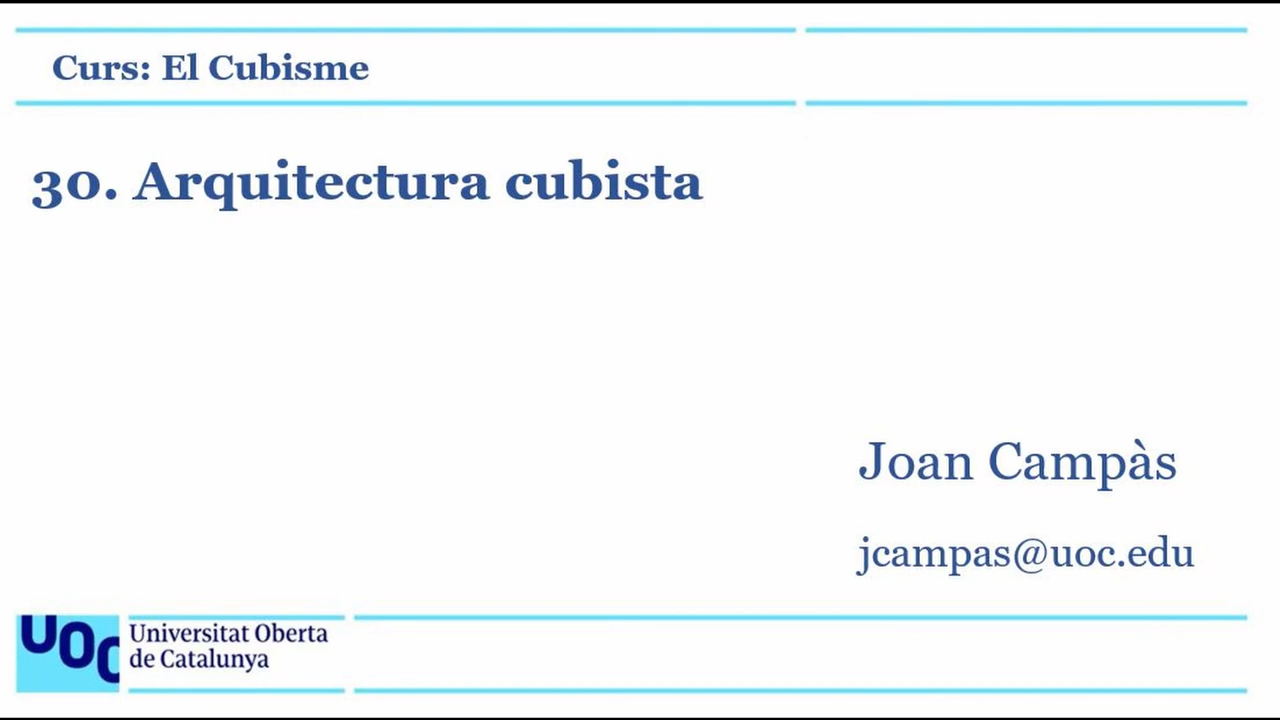 Curs: El Cubisme
30. Arquitectura cubista
Joan Campàs
jcampas@uoc.edu
UOC
Universitat Oberta
de Catalunya